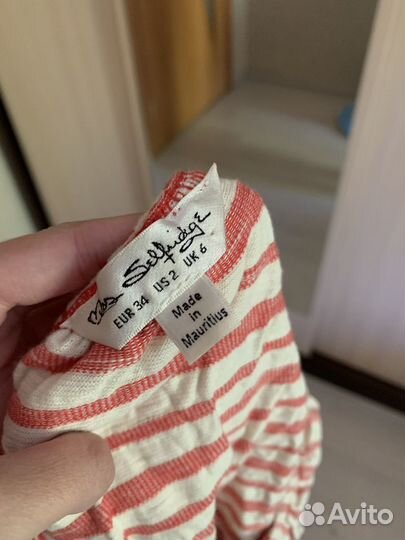 Miss Selfridge
EUR 34 US 2 UK 6
Made
in
Mauritius
Avito